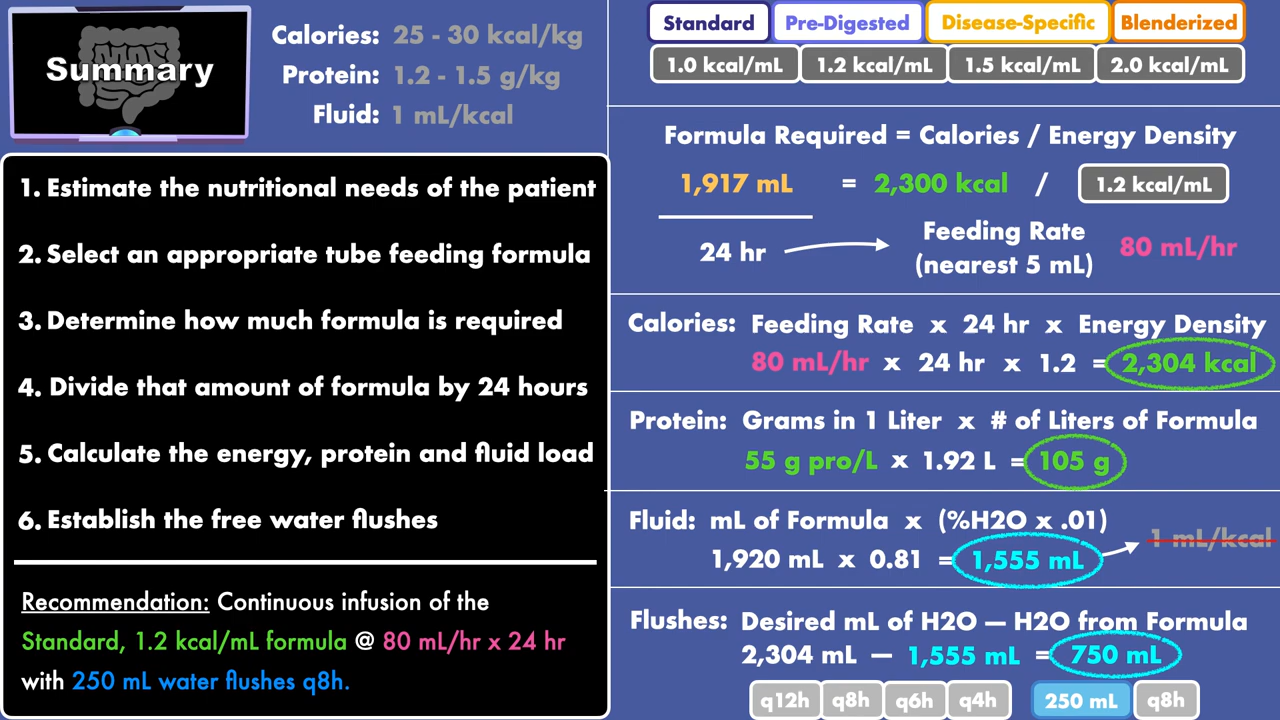 Summary
Calories: 25 - 30 kcal/kg
Protein: 1.2 - 1.5 g/kg
Fluid: 1 mL/kcal
1. Estimate the nutritional needs of the patient
2. Select an appropriate tube feeding formula
3. Determine how much formula is required
4. Divide that amount of formula by 24 hours
5. Calculate the energy, protein and fluid load
6. Establish the free water flushes
Recommendation: Continuous infusion of the
Standard, 1.2 kcal/mL formula @ 80 mL/hr x 24 hr
with 250 mL water flushes q8h.
Standard Pre-Digested Disease-Specific Blenderized
1.0 kcal/mL 1.2 kcal/mL 1.5 kcal/mL 2.0 kcal/mL
Formula Required = Calories / Energy Density
1,917 mL = 2,300 kcal / 1.2 kcal/mL
24 hr
Feeding Rate
(nearest 5 mL)
80 mL/hr
Calories: Feeding Rate x 24 hr x Energy Density
80 mL/hr x 24 hr x 1.2 = 2,304 kcal
Protein: Grams in 1 Liter x # of Liters of Formula
55 g pro/L x 1.92 L = 105 g
Fluid: mL of Formula x (%H2O x .01)
1,920 mL x 0.81 = 1,555 mL
1 mL/kcal
Flushes: Desired mL of H2O — H2O from Formula
2,304 mL — 1,555 mL = 750 mL
q12h q8h q6h q4h 250 mL q8h